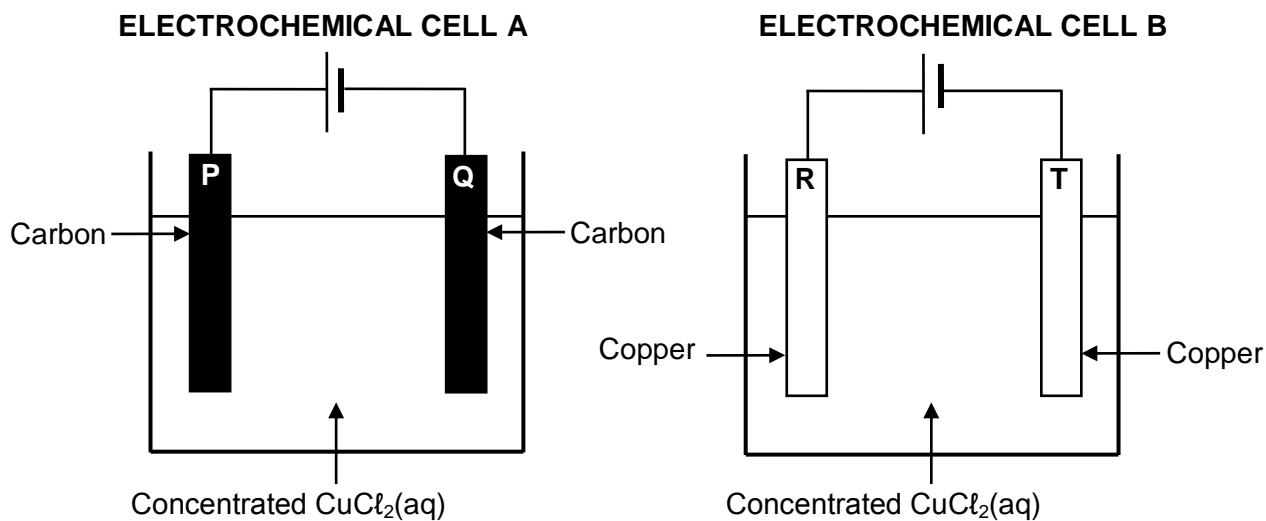 ELECTROCHEMICAL CELL A
ELECTROCHEMICAL CELL B
P
Q
R
T
Carbon
Carbon
Copper
Copper
Concentrated CuCℓ₂(aq)
Concentrated CuCℓ₂(aq)